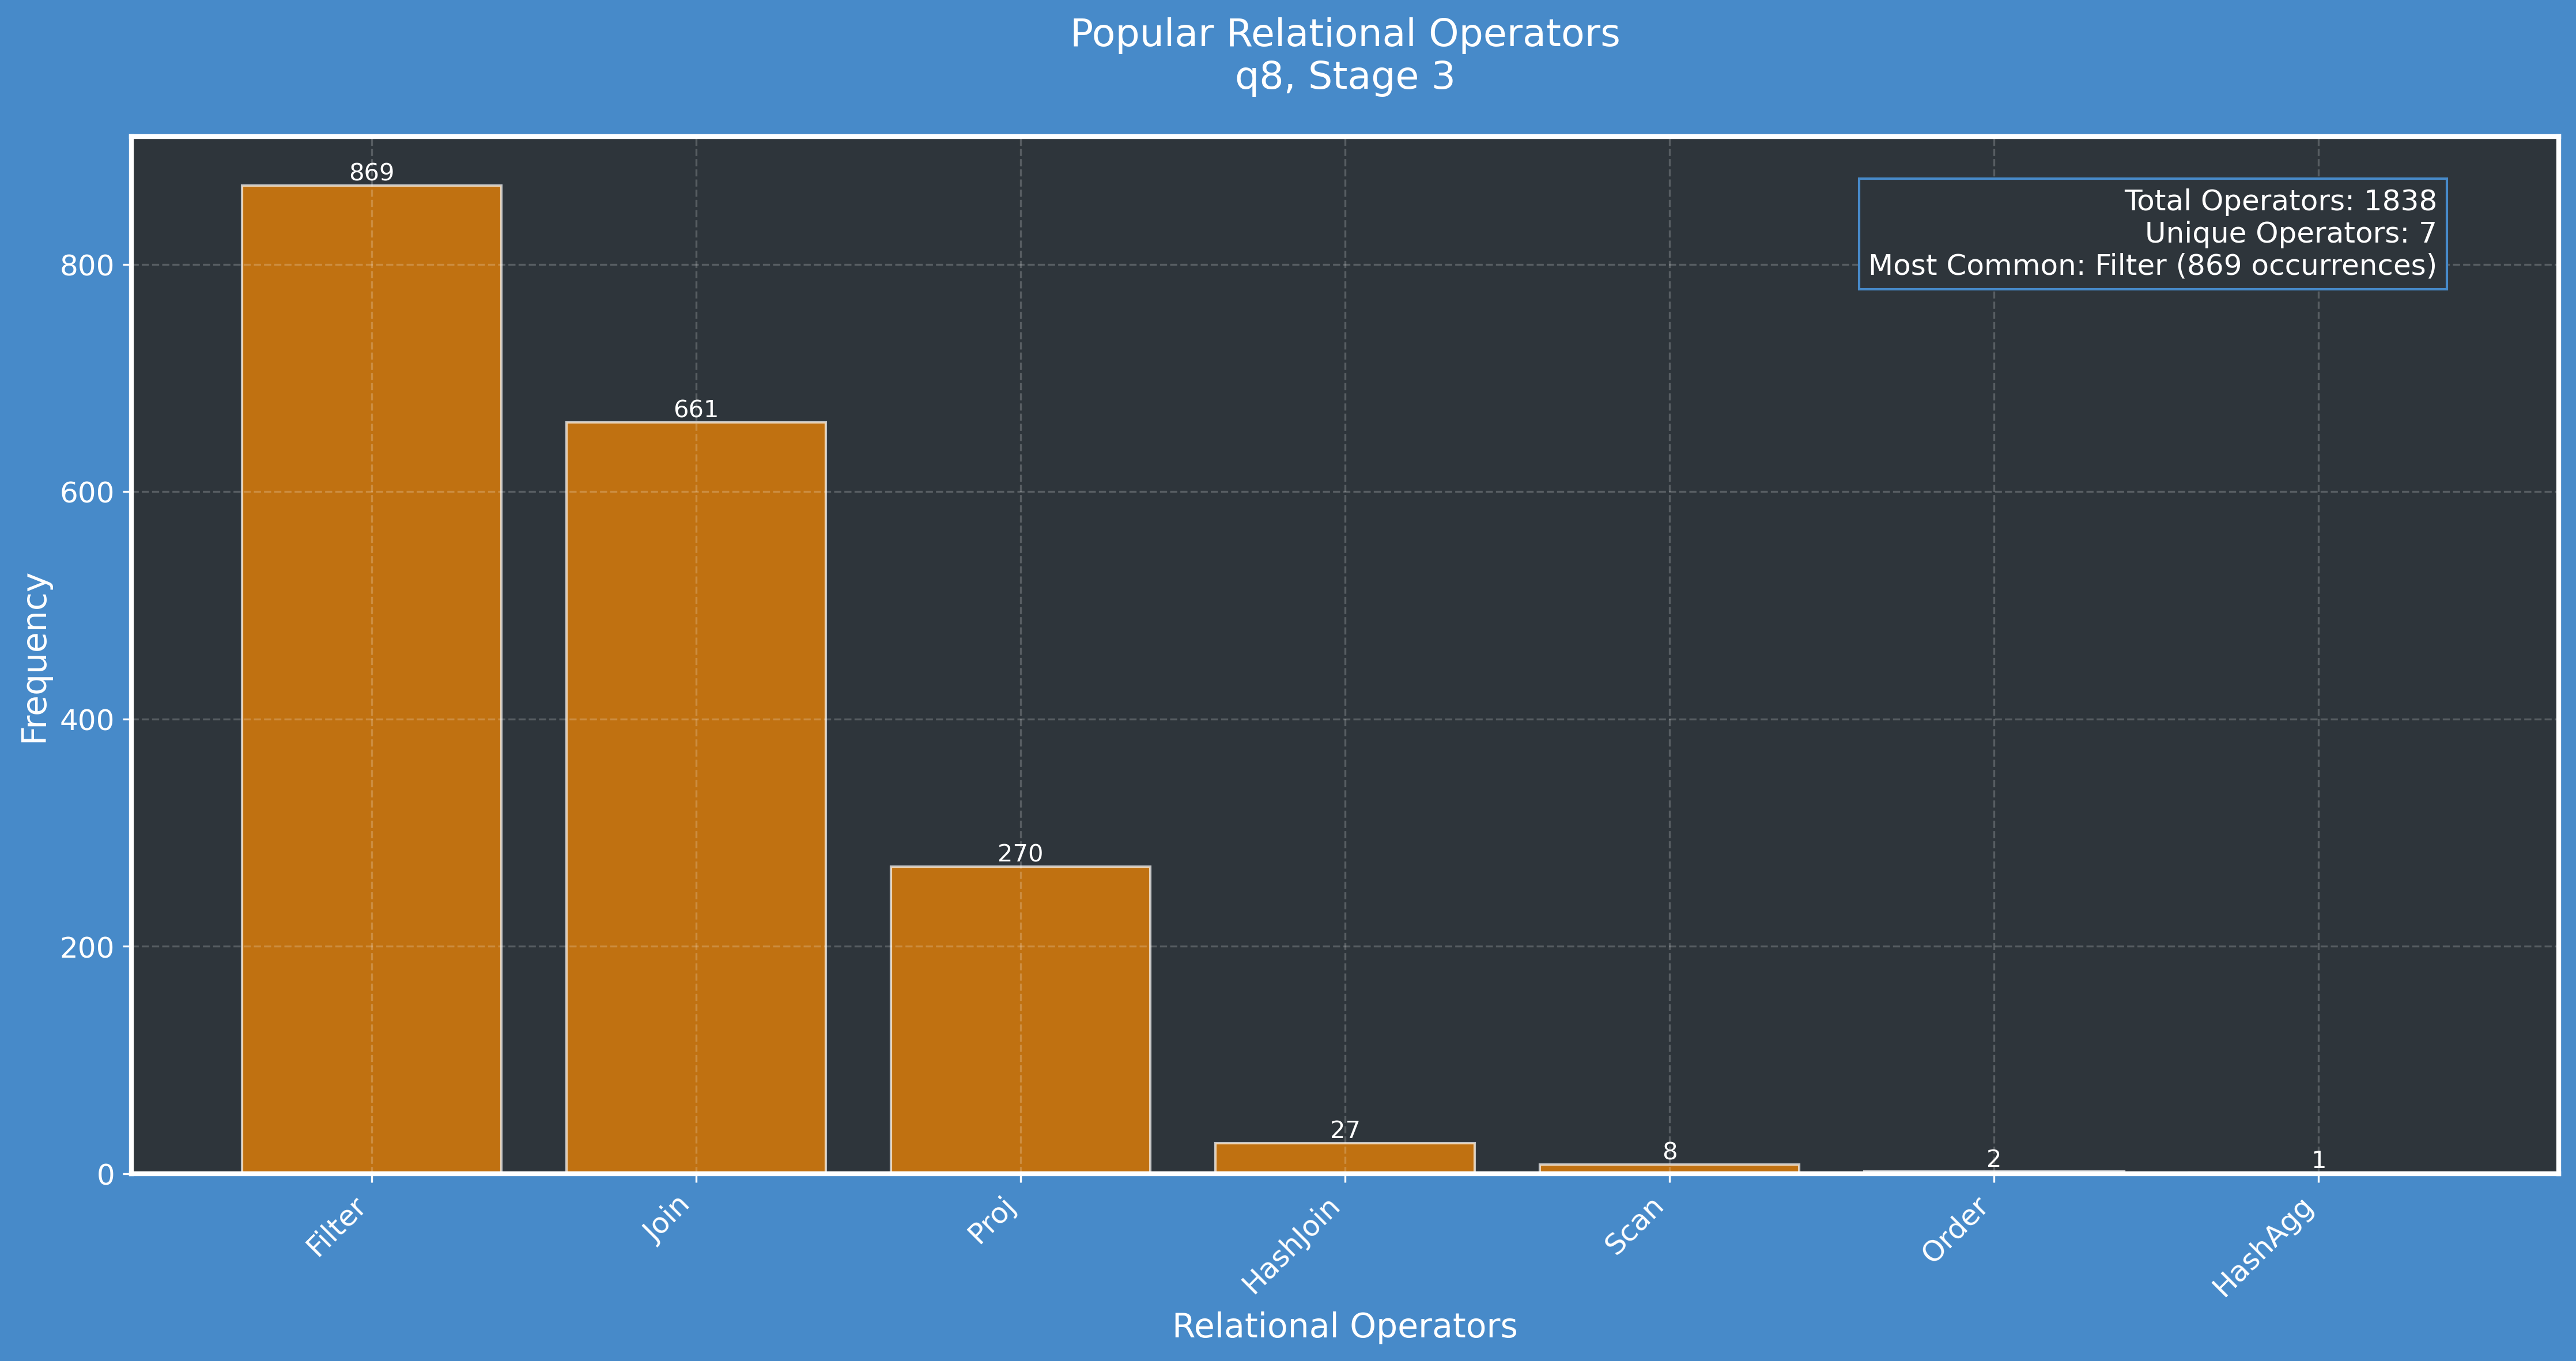 Popular Relational Operators
q8, Stage 3
Total Operators: 1838
Unique Operators: 7
Most Common: Filter (869 occurrences)
869
661
270
27
8
2
1
Frequency
800
600
400
200
0
Filter
Join
Proj
HashJoin
Scan
Order
HashAgg
Relational Operators